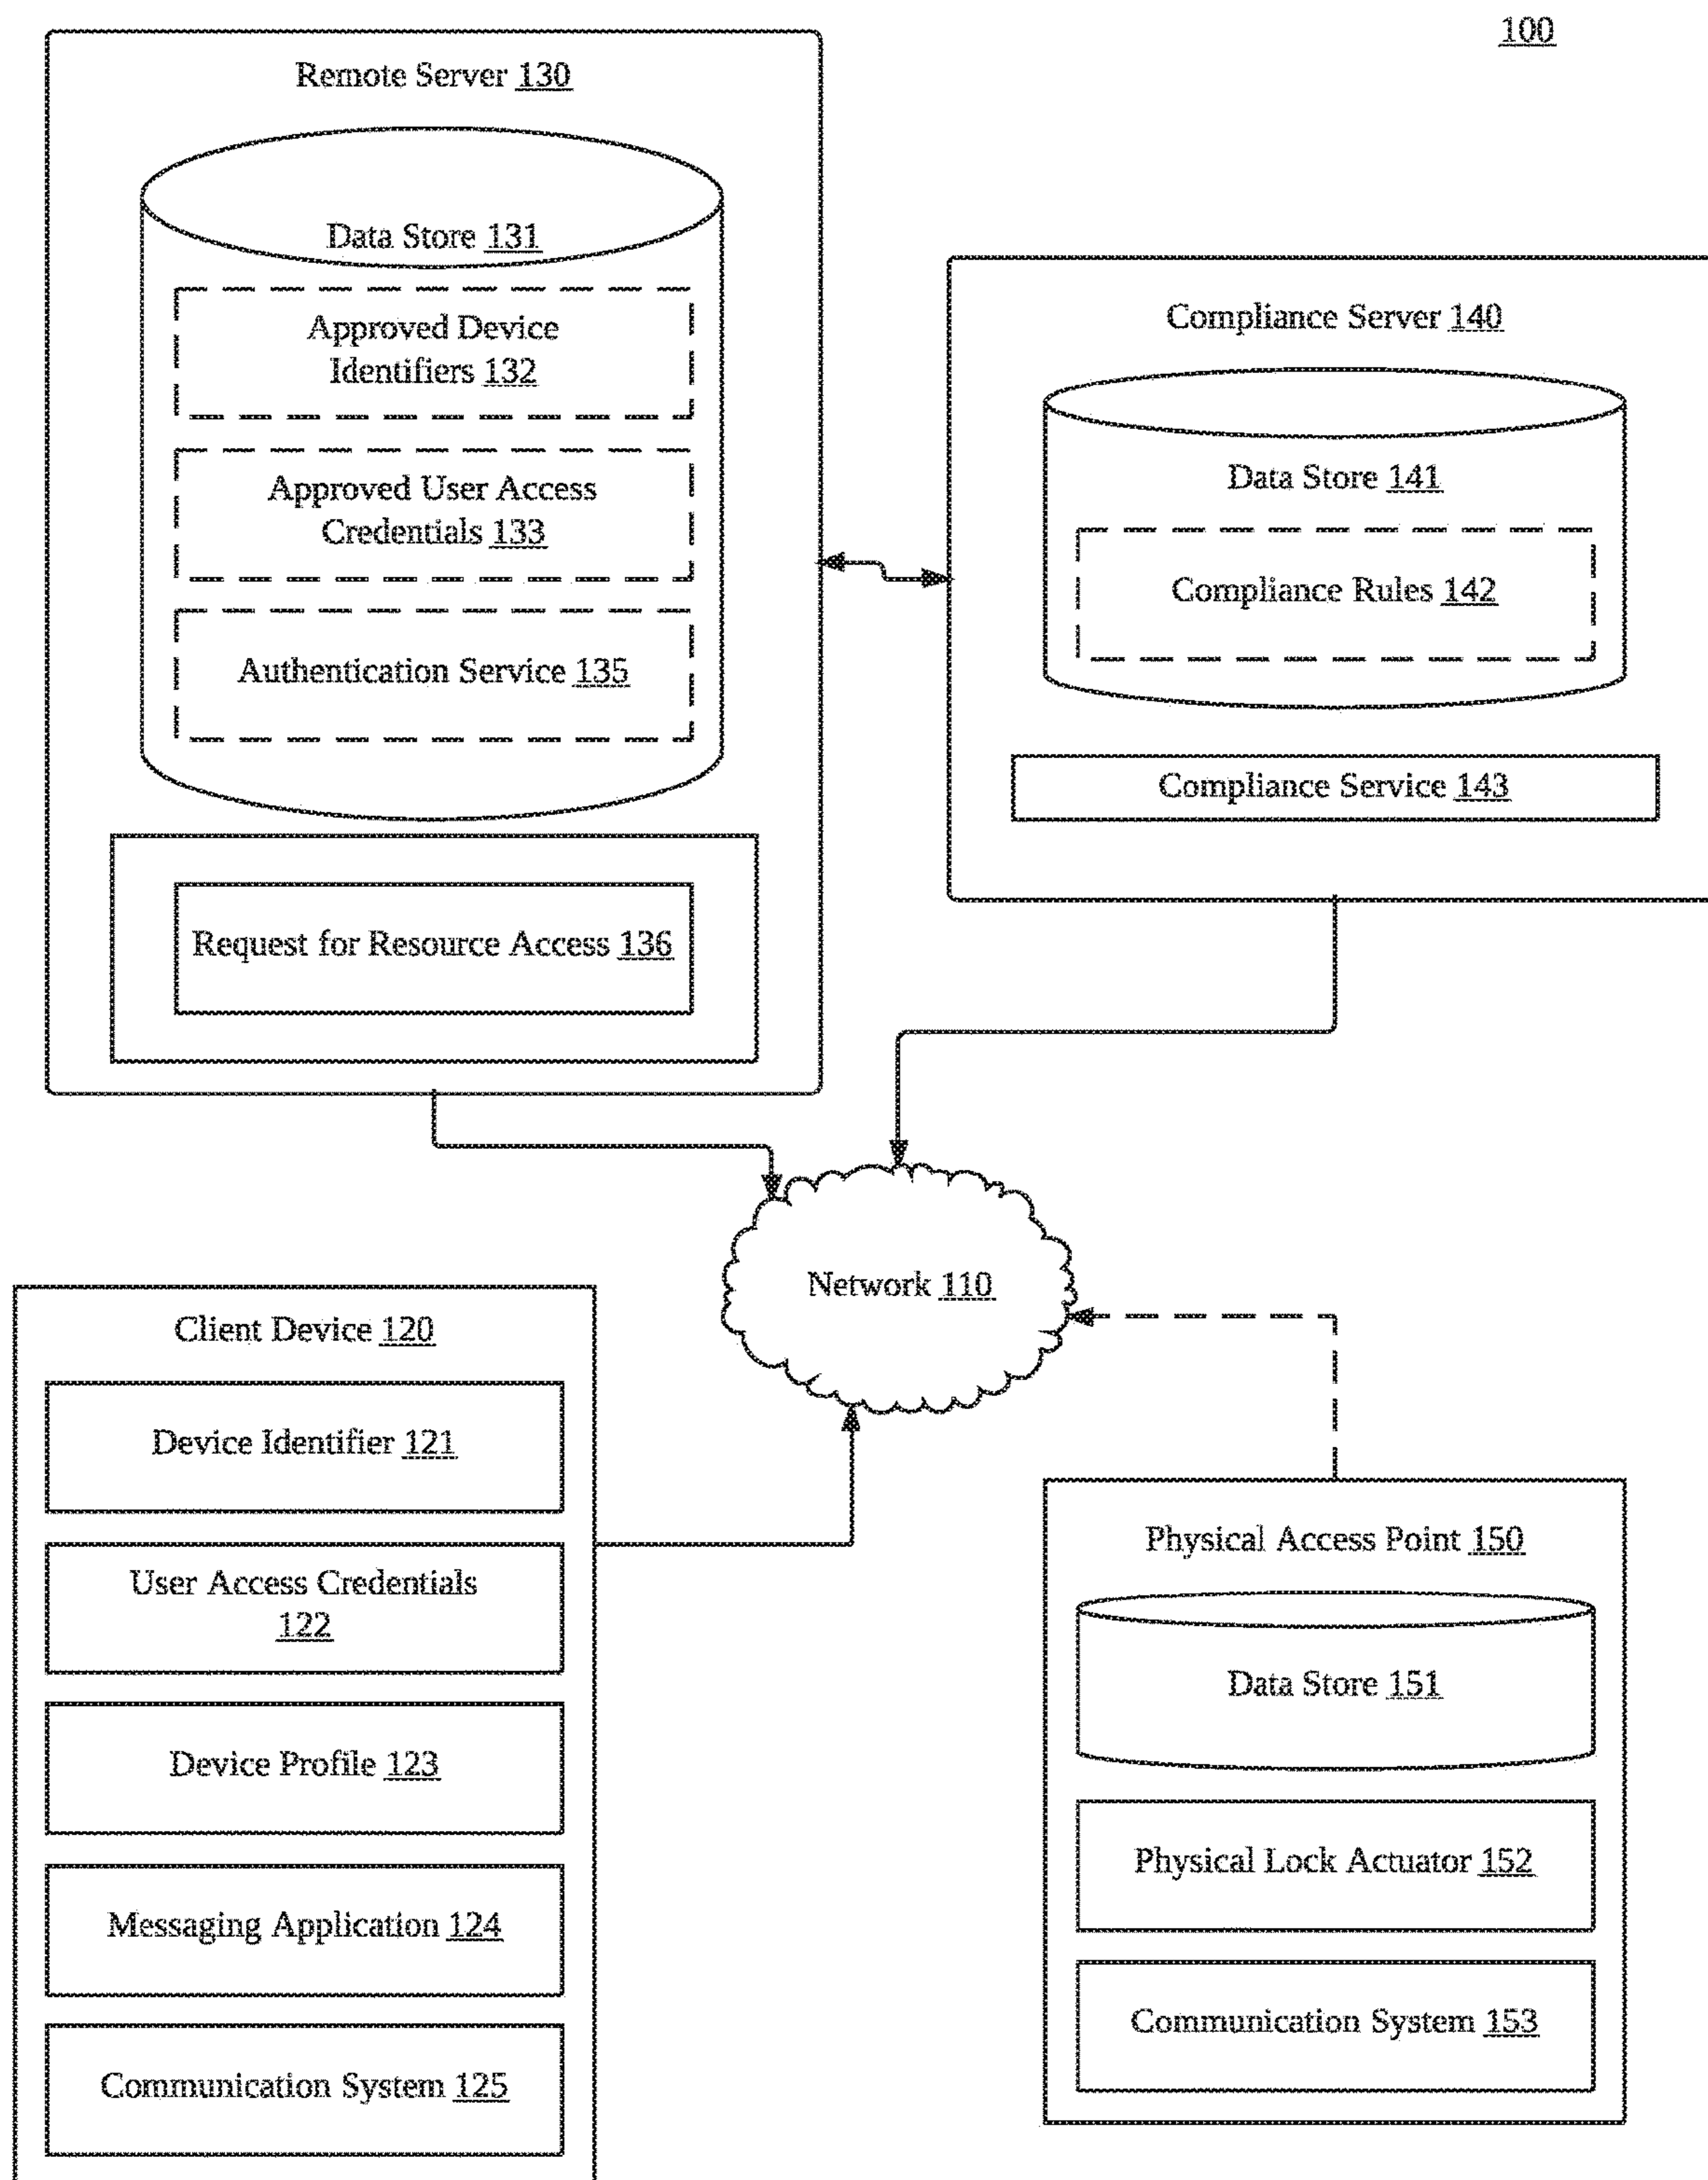 100
Remote Server 130
Data Store 131
Approved Device
Identifiers 132
Approved User Access
Credentials 133
Authentication Service 135
Request for Resource Access 136
Compliance Server 140
Data Store 141
Compliance Rules 142
Compliance Service 143
Network 110
Client Device 120
Device Identifier 121
User Access Credentials
122
Device Profile 123
Messaging Application 124
Communication System 125
Physical Access Point 150
Data Store 151
Physical Lock Actuator 152
Communication System 153